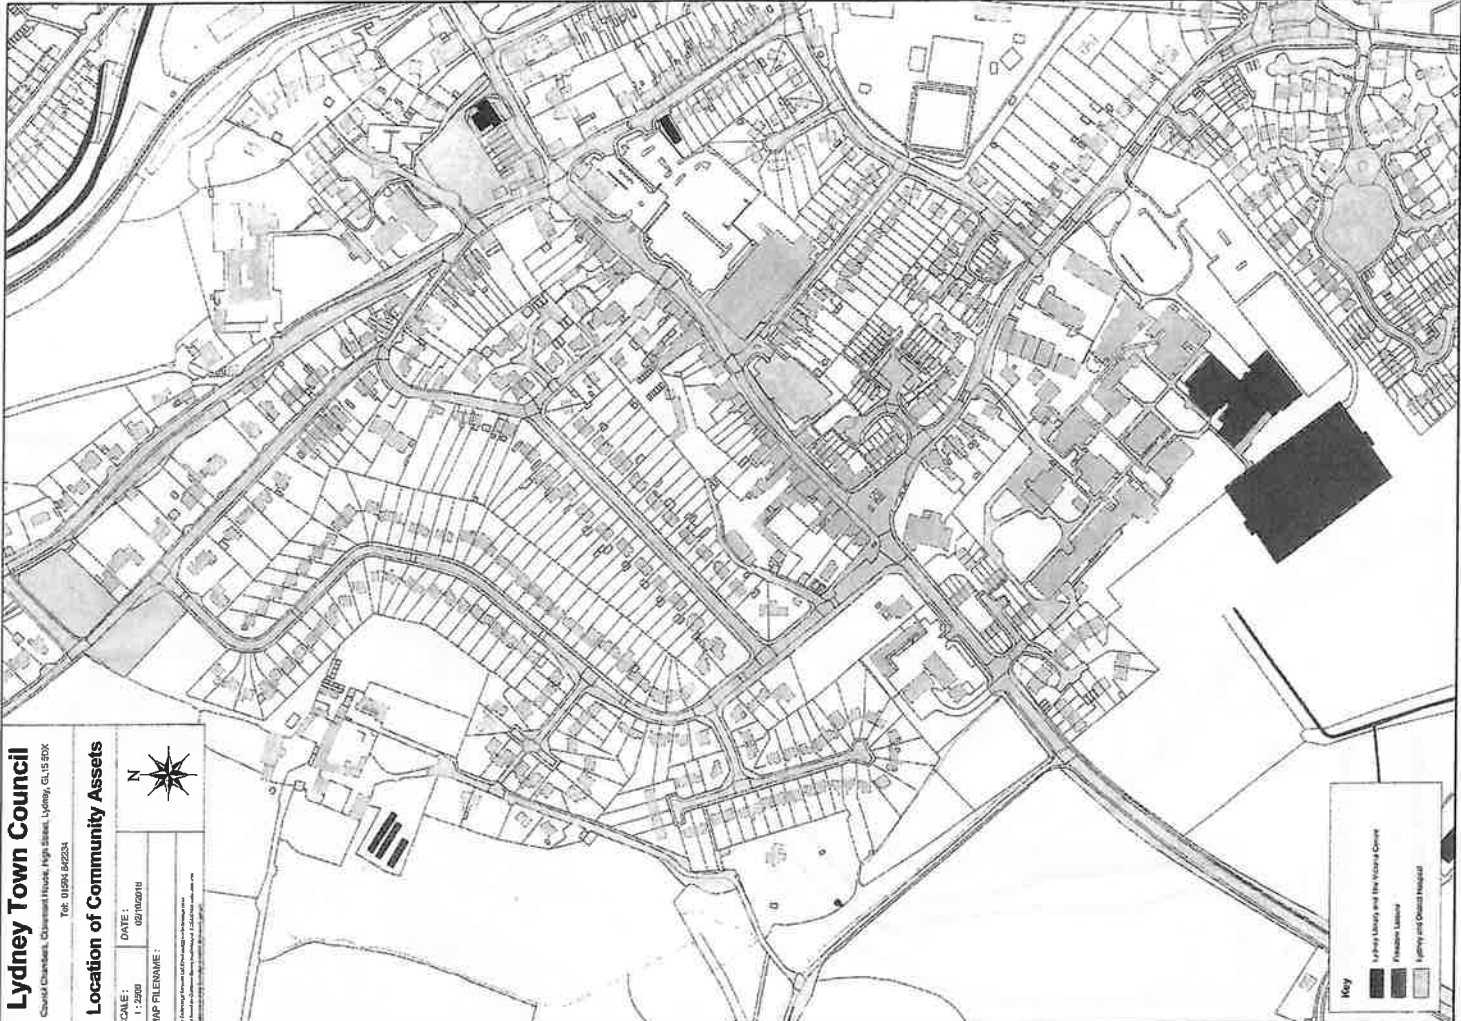 Lydney Town Council
Council Chambers, Claremont House, High Street, Lydney, GL15 5DX
Tel: 01594 842234
Location of Community Assets
SCALE :
1 : 2500
DATE :
02/10/2018
MAP FILENAME :
N
Key
Lydney Library and the Victoria Centre
Freedom Leisure
Lydney and District Hospital